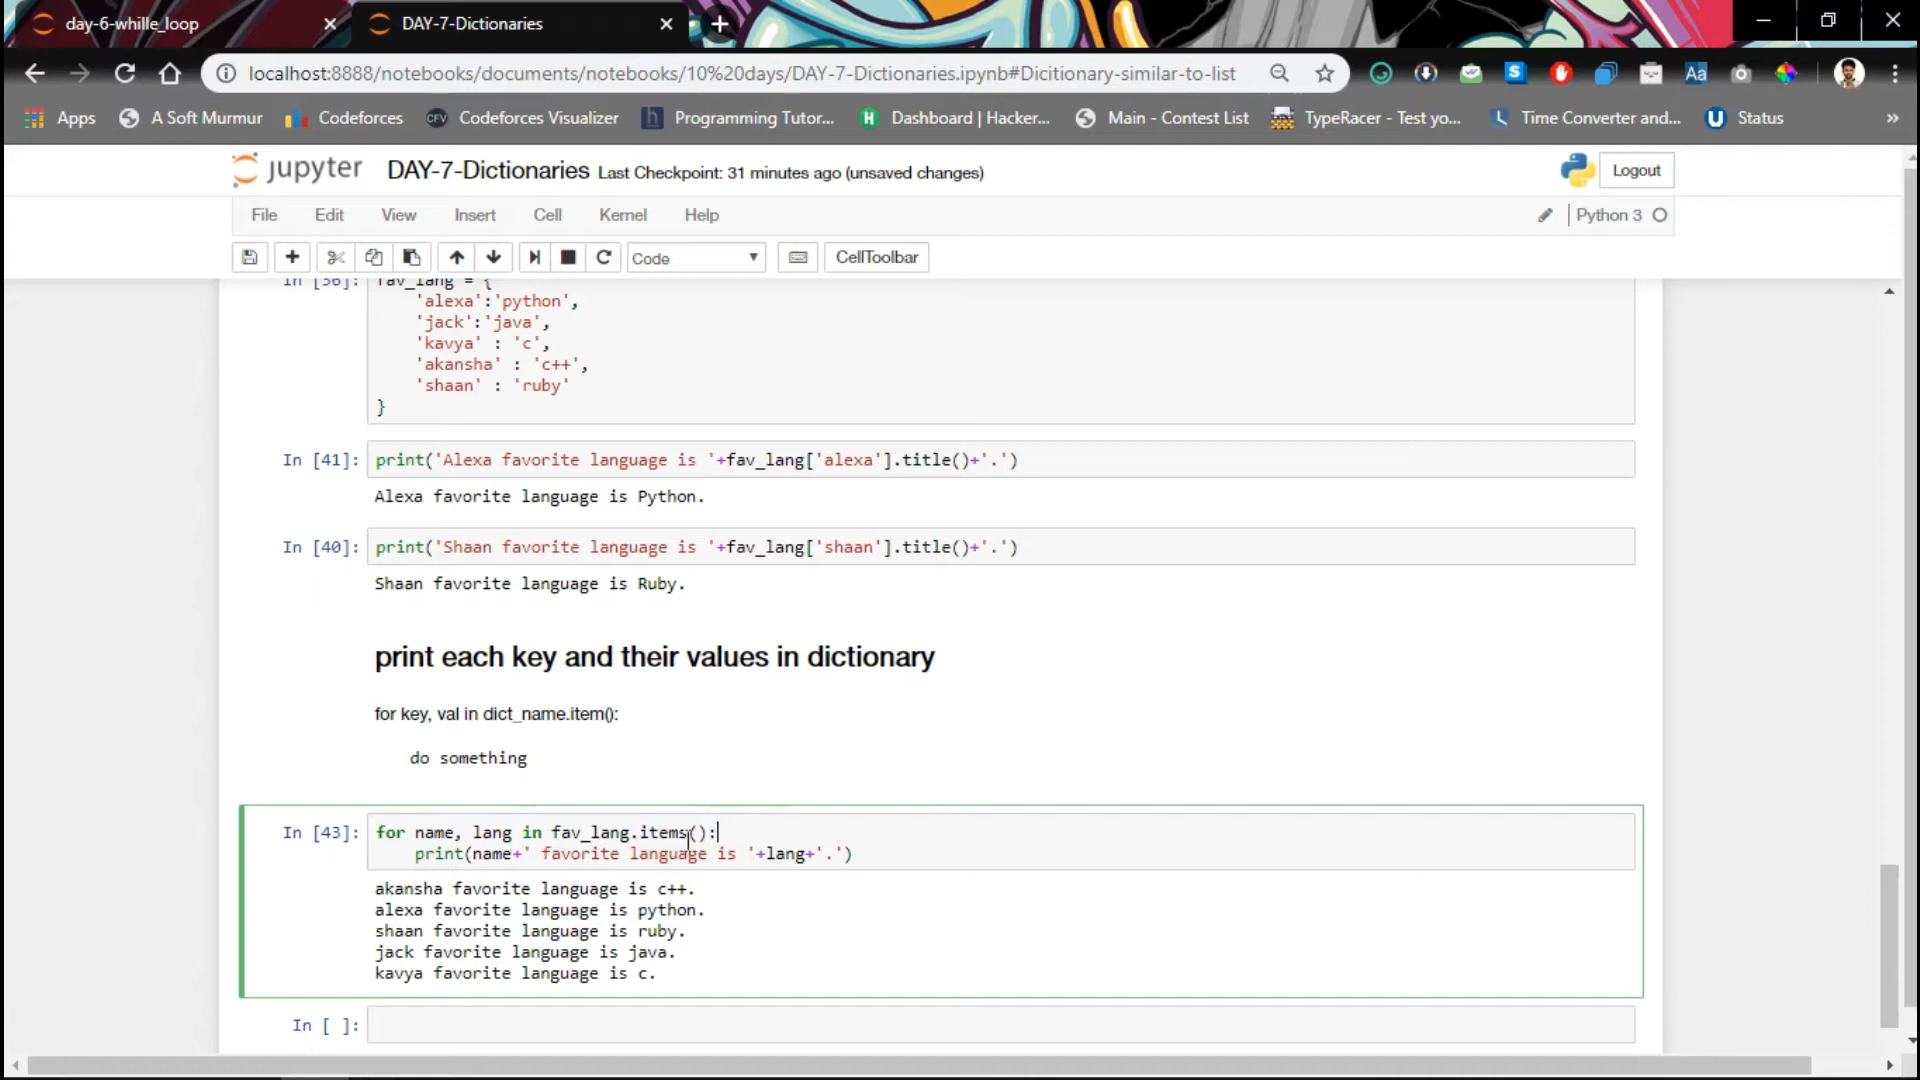 day-6-whille_loop
DAY-7-Dictionaries
localhost:8888/notebooks/documents/notebooks/10%20days/DAY-7-Dictionaries.ipynb#Dicitionary-similar-to-list
Apps A Soft Murmur Codeforces CFV Codeforces Visualizer Programming Tutor... Dashboard | Hacker... Main - Contest List TypeRacer - Test yo... Time Converter and... Status »
jupyter DAY-7-Dictionaries Last Checkpoint: 31 minutes ago (unsaved changes) Logout
File Edit View Insert Cell Kernel Help Python 3
Code CellToolbar
In [36]: fav_lang = {
'alexa':'python',
'jack':'java',
'kavya' : 'c',
'akansha' : 'c++',
'shaan' : 'ruby'
}
In [41]: print('Alexa favorite language is '+fav_lang['alexa'].title()+'.')
Alexa favorite language is Python.
In [40]: print('Shaan favorite language is '+fav_lang['shaan'].title()+'.')
Shaan favorite language is Ruby.
print each key and their values in dictionary
for key, val in dict_name.item():
do something
In [43]: for name, lang in fav_lang.items():
print(name+' favorite language is '+lang+'.')
akansha favorite language is c++.
alexa favorite language is python.
shaan favorite language is ruby.
jack favorite language is java.
kavya favorite language is c.
In [ ]: